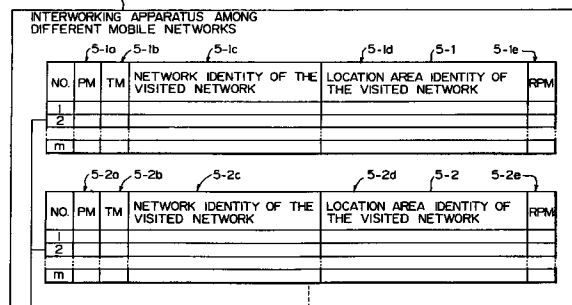 INTERWORKING APPARATUS AMONG
DIFFERENT MOBILE NETWORKS
5-1a 5-1b 5-1c 5-1d 5-1 5-1e
NO. PM TM NETWORK IDENTITY OF THE VISITED NETWORK LOCATION AREA IDENTITY OF THE VISITED NETWORK RPM
1
2
m
5-2a 5-2b 5-2c 5-2d 5-2 5-2e
NO. PM TM NETWORK IDENTITY OF THE VISITED NETWORK LOCATION AREA IDENTITY OF THE VISITED NETWORK RPM
1
2
m